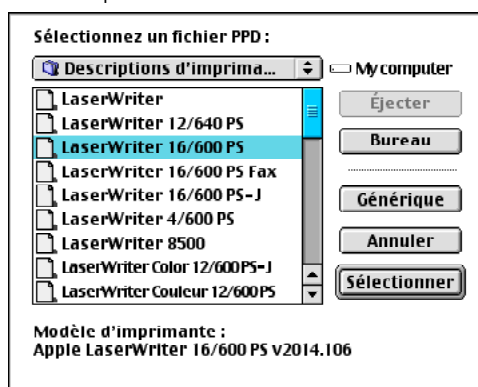 Sélectionnez un fichier PPD :
Descriptions d'imprima...
My computer
LaserWriter
LaserWriter 12/640 PS
LaserWriter 16/600 PS
LaserWriter 16/600 PS Fax
LaserWriter 16/600 PS-J
LaserWriter 4/600 PS
LaserWriter 8500
LaserWriter Color 12/600PS-J
LaserWriter Couleur 12/600PS
Éjecter
Bureau
Générique
Annuler
Sélectionner
Modèle d'imprimante :
Apple LaserWriter 16/600 PS v2014.106